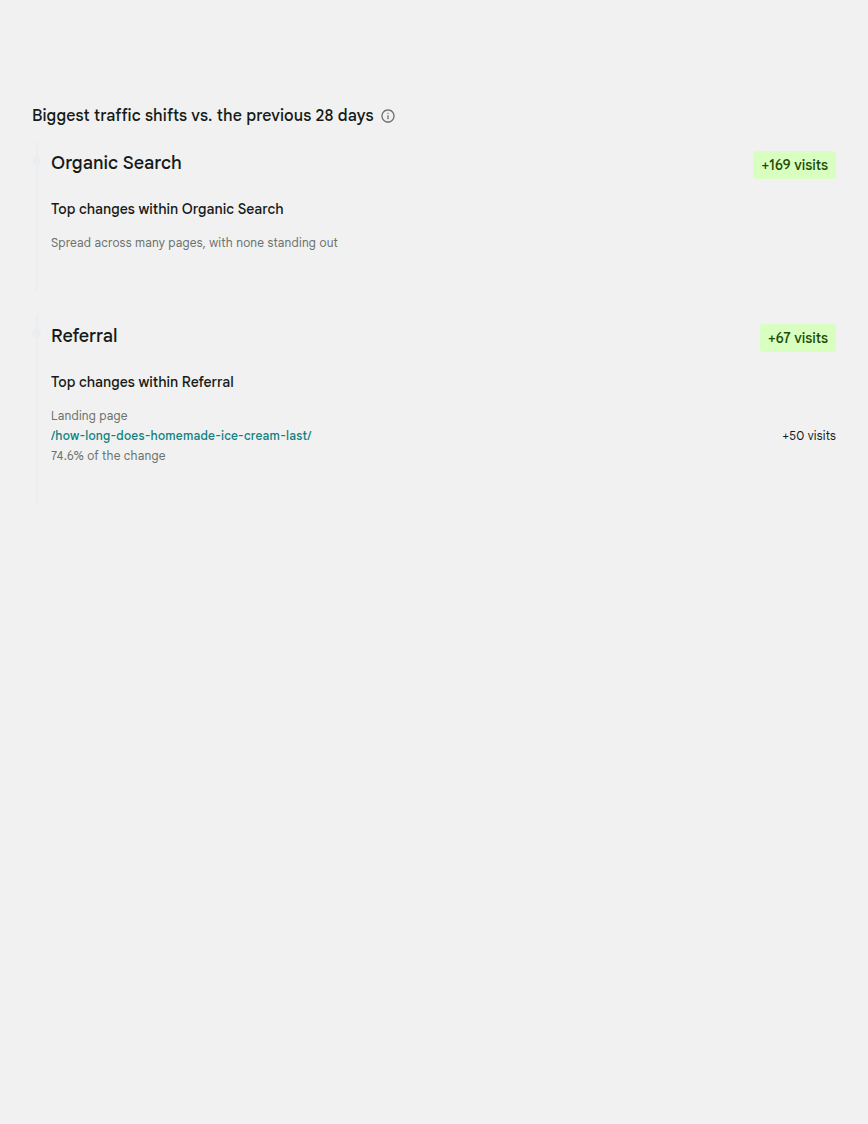 Biggest traffic shifts vs. the previous 28 days
Organic Search
+169 visits
Top changes within Organic Search
Spread across many pages, with none standing out
Referral
+67 visits
Top changes within Referral
Landing page
/how-long-does-homemade-ice-cream-last/
+50 visits
74.6% of the change